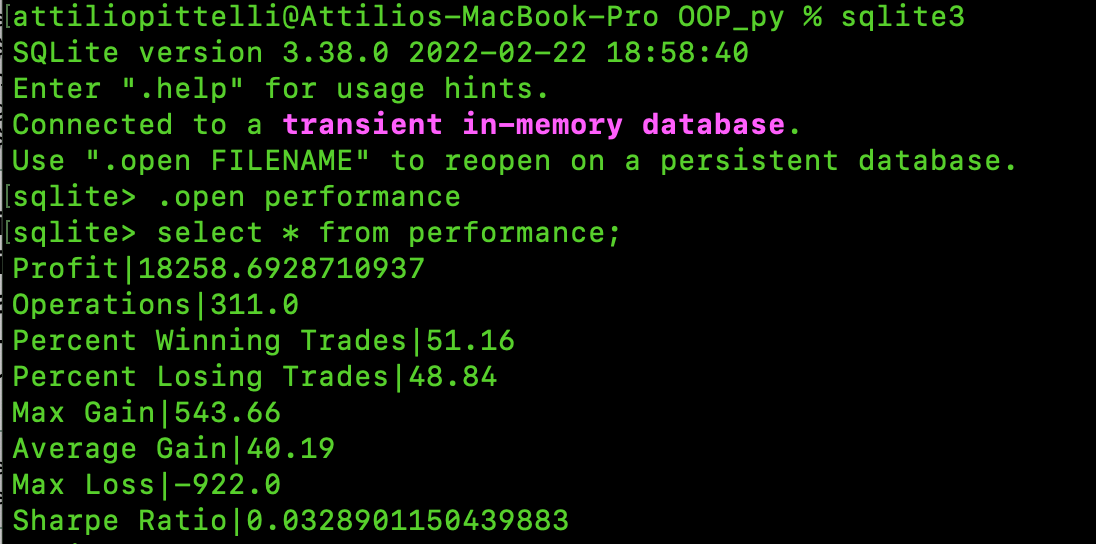 [attiliopittelli@Attilios-MacBook-Pro OOP_py % sqlite3
SQLite version 3.38.0 2022-02-22 18:58:40
Enter ".help" for usage hints.
Connected to a transient in-memory database.
Use ".open FILENAME" to reopen on a persistent database.
[sqlite> .open performance
[sqlite> select * from performance;
Profit|18258.6928710937
Operations|311.0
Percent Winning Trades|51.16
Percent Losing Trades|48.84
Max Gain|543.66
Average Gain|40.19
Max Loss|-922.0
Sharpe Ratio|0.0328901150439883